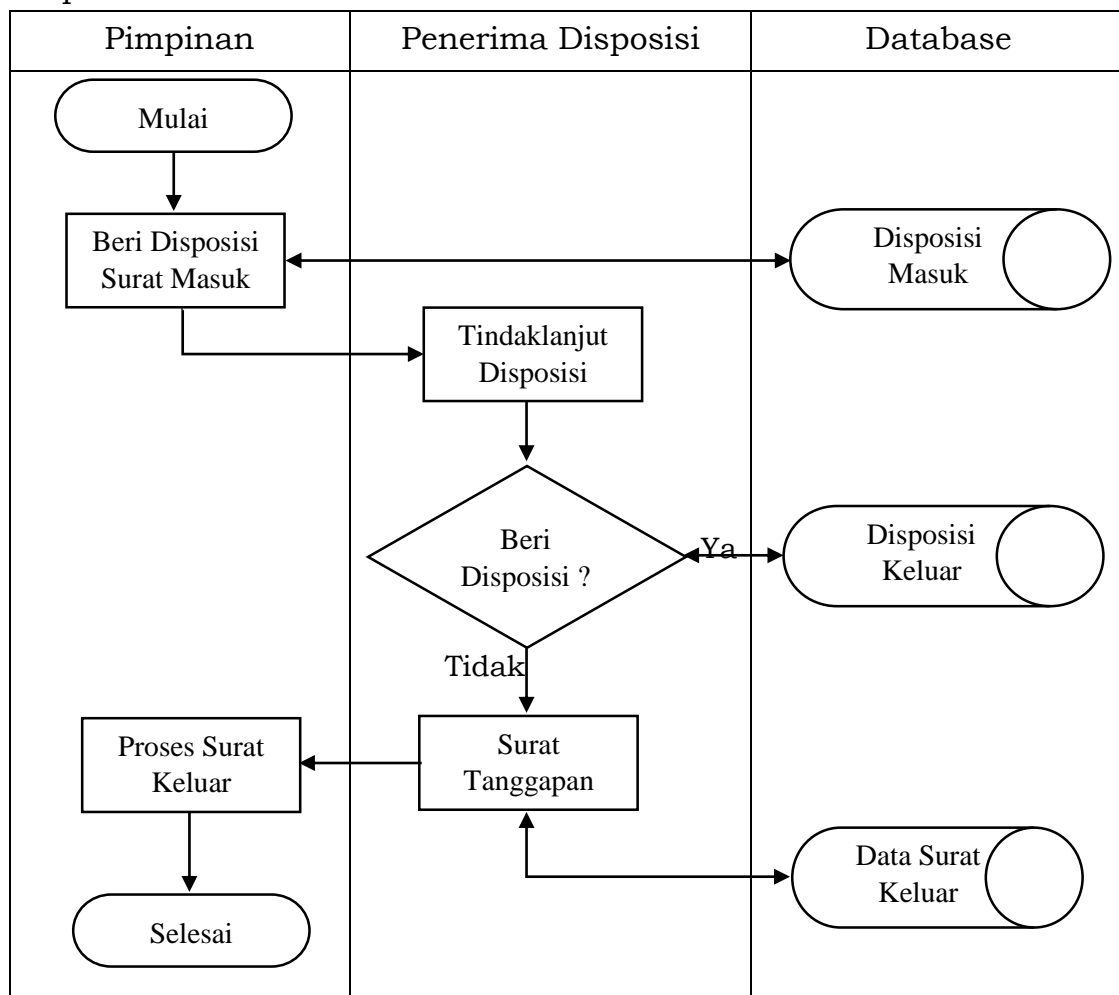 Pimpinan
Penerima Disposisi
Database
Mulai
Beri Disposisi
Surat Masuk
Disposisi
Masuk
Tindaklanjut
Disposisi
Beri
Disposisi ?
Ya
Disposisi
Keluar
Tidak
Proses Surat
Keluar
Surat
Tanggapan
Data Surat
Keluar
Selesai